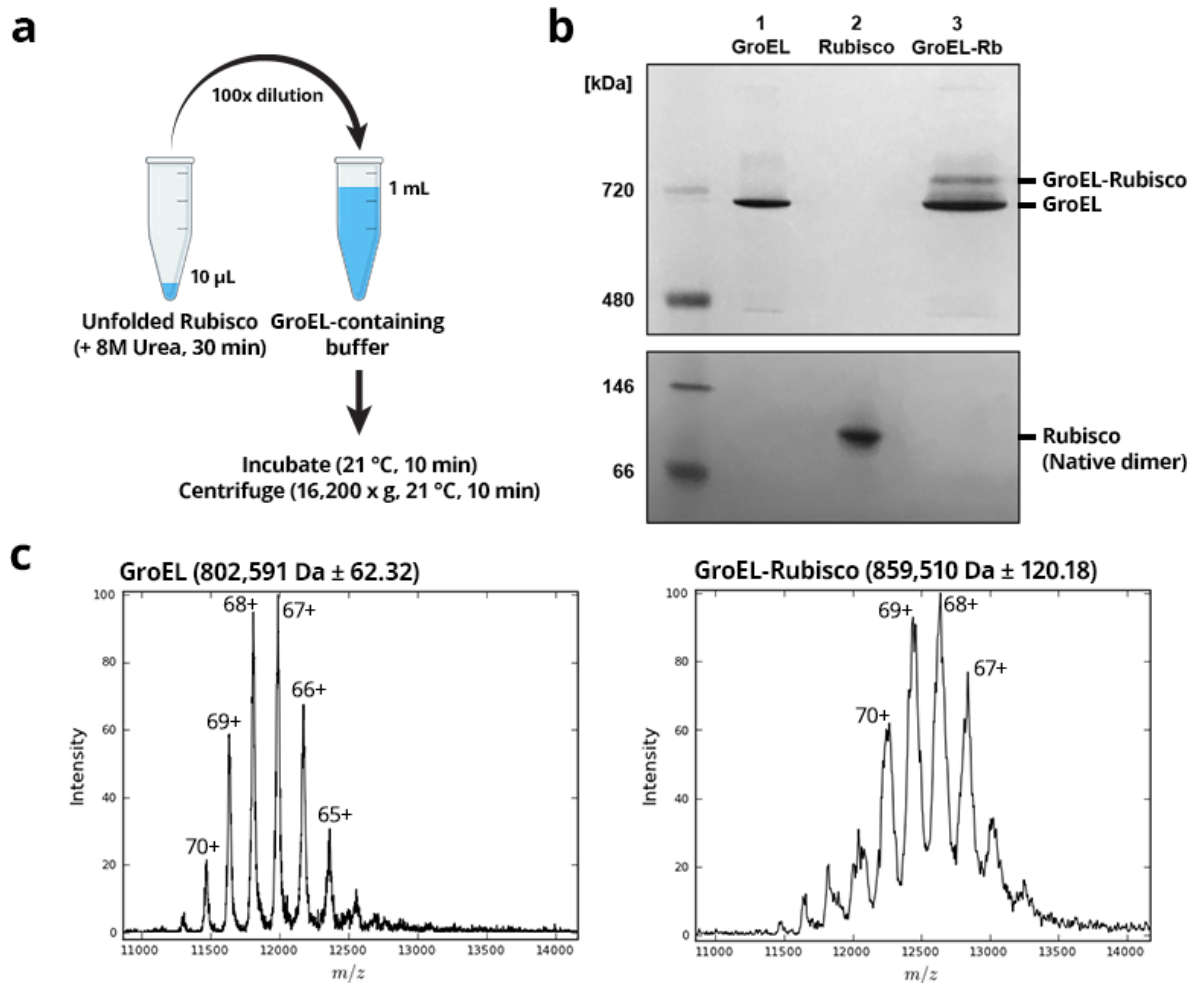 a
100x dilution
1 mL
10 µL
Unfolded Rubisco
(+ 8M Urea, 30 min)
GroEL-containing
buffer
Incubate (21 °C, 10 min)
Centrifuge (16,200 x g, 21 °C, 10 min)
b
1
GroEL
2
Rubisco
3
GroEL-Rb
[kDa]
720
480
GroEL-Rubisco
GroEL
146
66
Rubisco
(Native dimer)
c
GroEL (802,591 Da ± 62.32)
100
80
60
40
20
0
Intensity
70+
69+
68+
67+
66+
65+
11000 11500 12000 12500 13000 13500 14000
m/z
GroEL-Rubisco (859,510 Da ± 120.18)
100
80
60
40
20
0
Intensity
70+
69+
68+
67+
11000 11500 12000 12500 13000 13500 14000
m/z